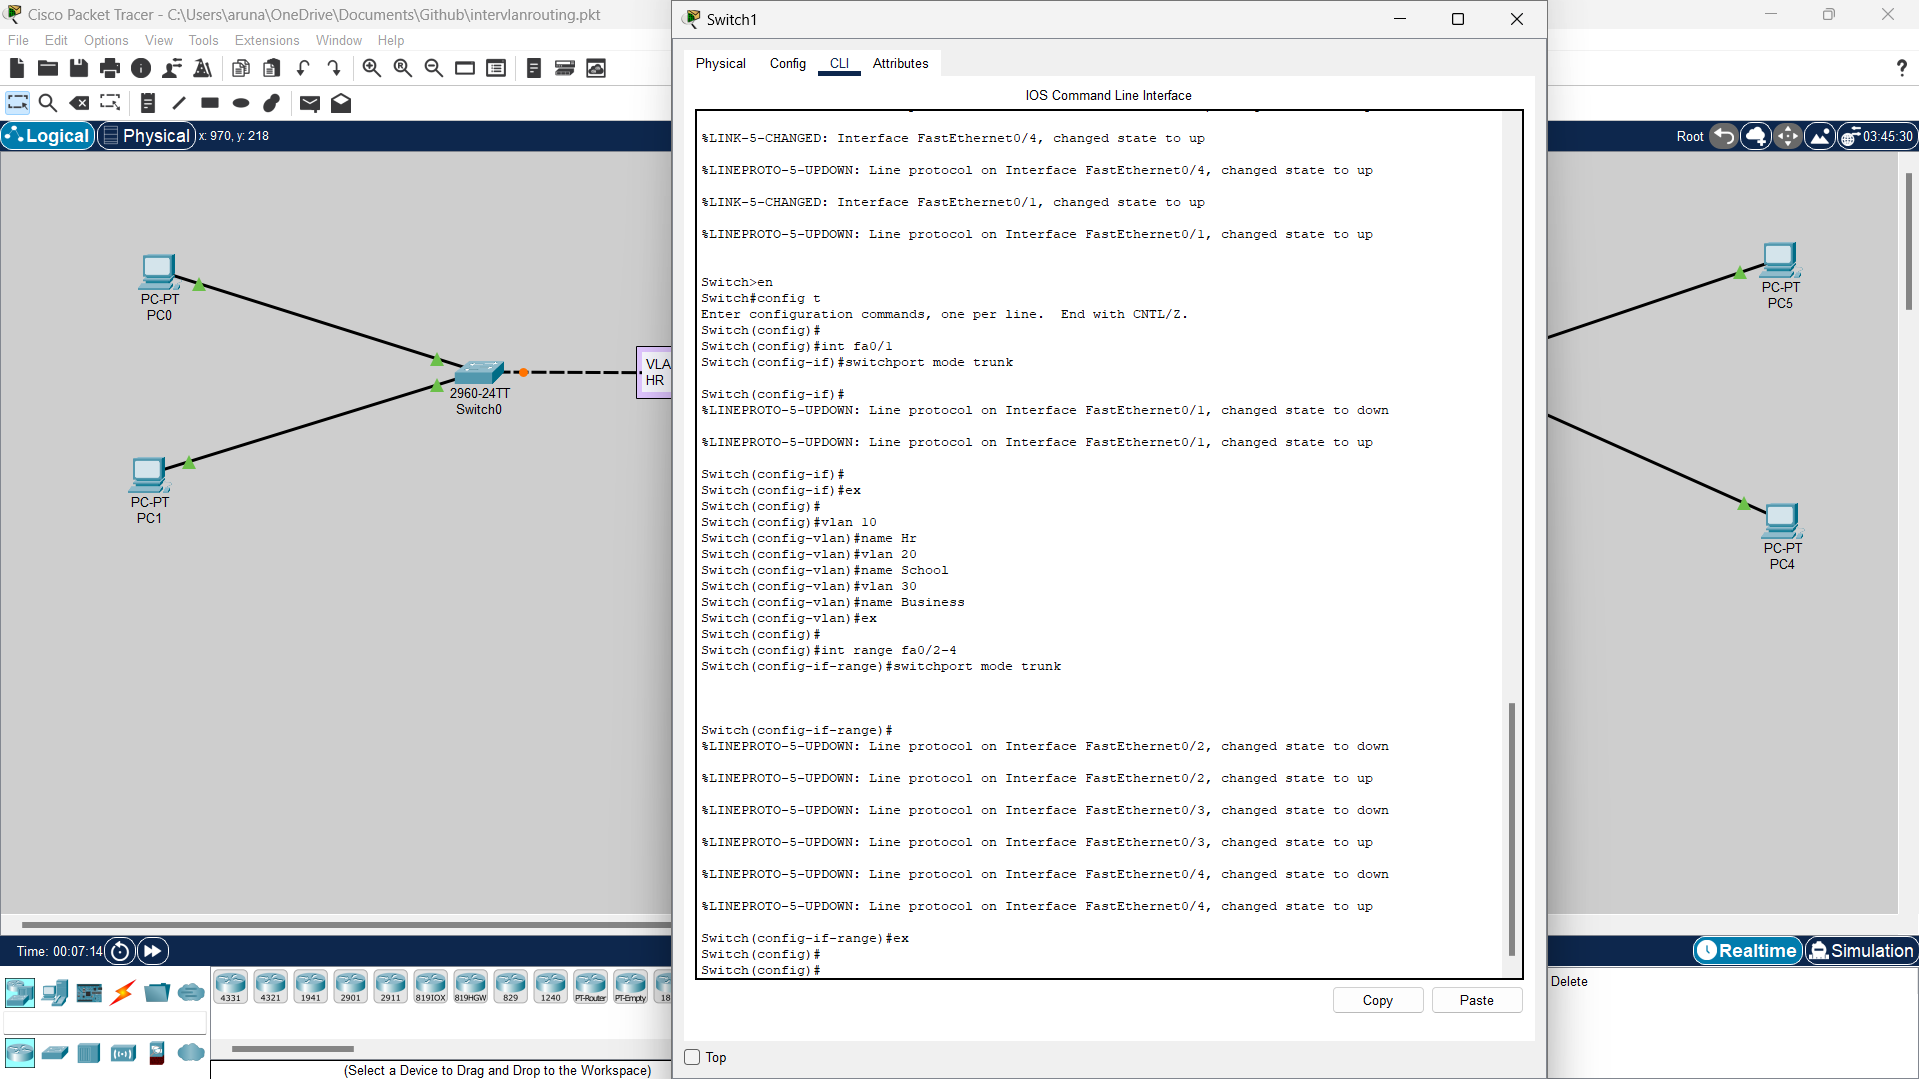 Cisco Packet Tracer - C:\Users\aruna\OneDrive\Documents\Github\intervlanrouting.pkt
File Edit Options View Tools Extensions Window Help
Logical Physical x: 970, y: 218
Root 03:45:30
PC-PT
PC0
PC-PT
PC1
2960-24TT
Switch0
VLA
HR
PC-PT
PC5
PC-PT
PC4
Switch1
Physical Config CLI Attributes
IOS Command Line Interface
%LINK-5-CHANGED: Interface FastEthernet0/4, changed state to up
%LINEPROTO-5-UPDOWN: Line protocol on Interface FastEthernet0/4, changed state to up
%LINK-5-CHANGED: Interface FastEthernet0/1, changed state to up
%LINEPROTO-5-UPDOWN: Line protocol on Interface FastEthernet0/1, changed state to up
Switch>en
Switch#config t
Enter configuration commands, one per line.  End with CNTL/Z.
Switch(config)#
Switch(config)#int fa0/1
Switch(config-if)#switchport mode trunk
Switch(config-if)#
%LINEPROTO-5-UPDOWN: Line protocol on Interface FastEthernet0/1, changed state to down
%LINEPROTO-5-UPDOWN: Line protocol on Interface FastEthernet0/1, changed state to up
Switch(config-if)#
Switch(config-if)#ex
Switch(config)#
Switch(config)#vlan 10
Switch(config-vlan)#name Hr
Switch(config-vlan)#vlan 20
Switch(config-vlan)#name School
Switch(config-vlan)#vlan 30
Switch(config-vlan)#name Business
Switch(config-vlan)#ex
Switch(config)#
Switch(config)#int range fa0/2-4
Switch(config-if-range)#switchport mode trunk
Switch(config-if-range)#
%LINEPROTO-5-UPDOWN: Line protocol on Interface FastEthernet0/2, changed state to down
%LINEPROTO-5-UPDOWN: Line protocol on Interface FastEthernet0/2, changed state to up
%LINEPROTO-5-UPDOWN: Line protocol on Interface FastEthernet0/3, changed state to down
%LINEPROTO-5-UPDOWN: Line protocol on Interface FastEthernet0/3, changed state to up
%LINEPROTO-5-UPDOWN: Line protocol on Interface FastEthernet0/4, changed state to down
%LINEPROTO-5-UPDOWN: Line protocol on Interface FastEthernet0/4, changed state to up
Switch(config-if-range)#ex
Switch(config)#
Switch(config)#
Copy Paste
Top
Time: 00:07:14
Realtime Simulation
4331 4321 1941 2901 2911 819IOX 819HGW 829 1240 PT-Router PT-Empty 18
(Select a Device to Drag and Drop to the Workspace)
Delete